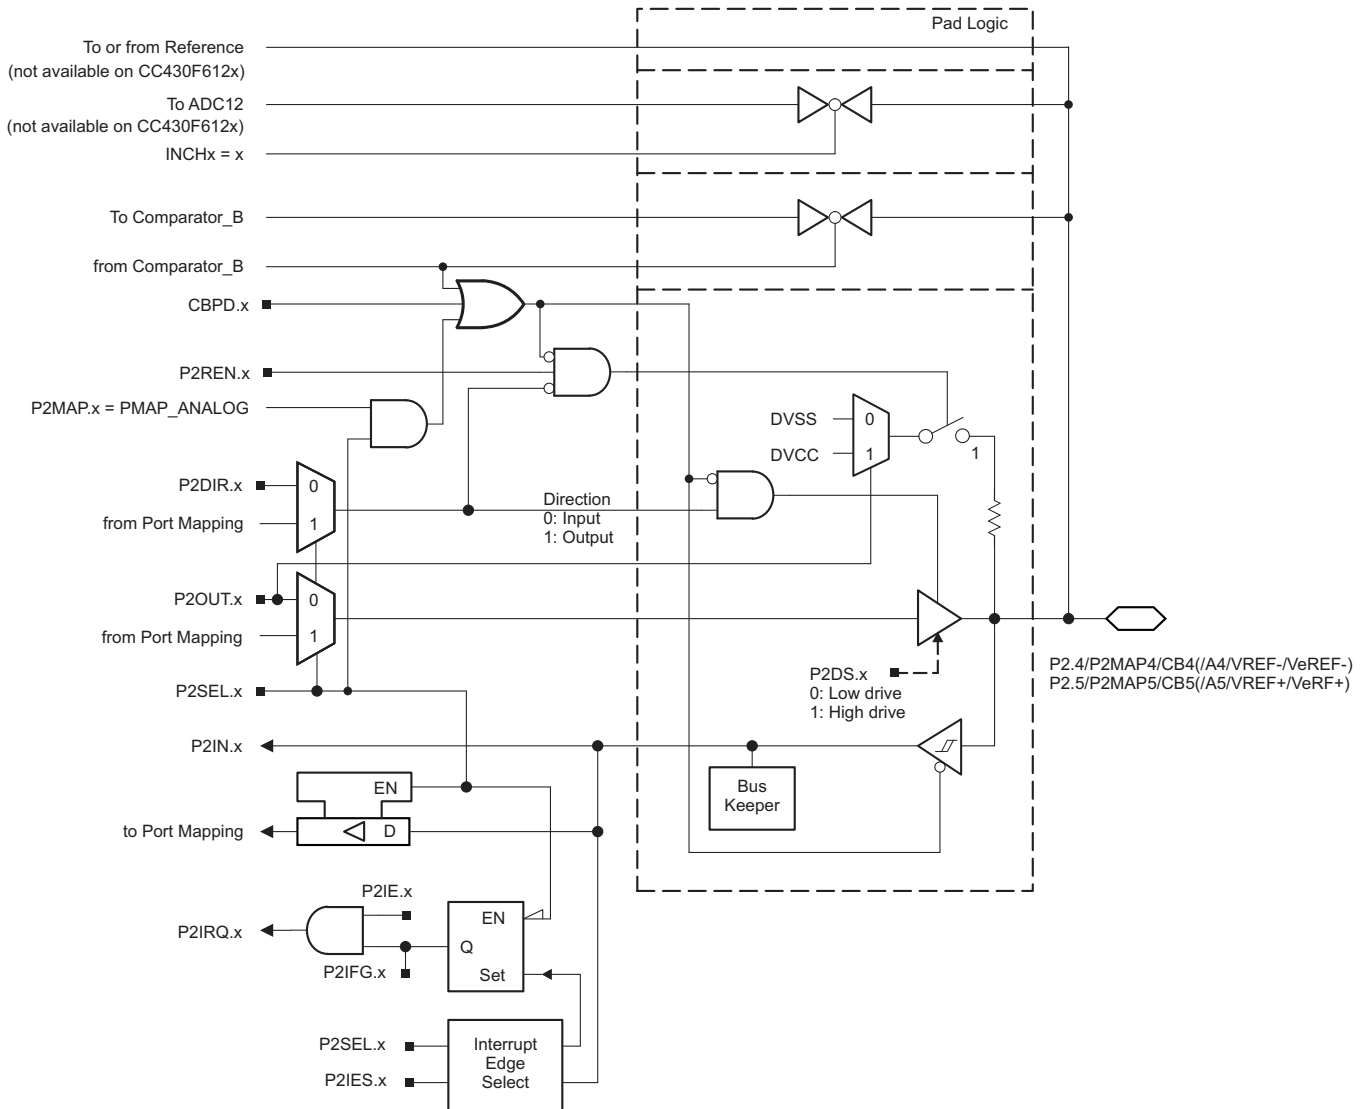 Pad Logic
To or from Reference
(not available on CC430F612x)
To ADC12
(not available on CC430F612x)
INCHx = x
To Comparator_B
from Comparator_B
CBPD.x
P2REN.x
P2MAP.x = PMAP_ANALOG
DVSS
0
DVCC
1
1
P2DIR.x
0
from Port Mapping
1
Direction
0: Input
1: Output
P2OUT.x
0
from Port Mapping
1
P2DS.x
0: Low drive
1: High drive
P2.4/P2MAP4/CB4(/A4/VREF-/VeREF-)
P2.5/P2MAP5/CB5(/A5/VREF+/VeRF+)
P2SEL.x
P2IN.x
Bus
Keeper
EN
to Port Mapping
D
P2IE.x
EN
P2IRQ.x
Q
P2IFG.x
Set
P2SEL.x
P2IES.x
Interrupt
Edge
Select